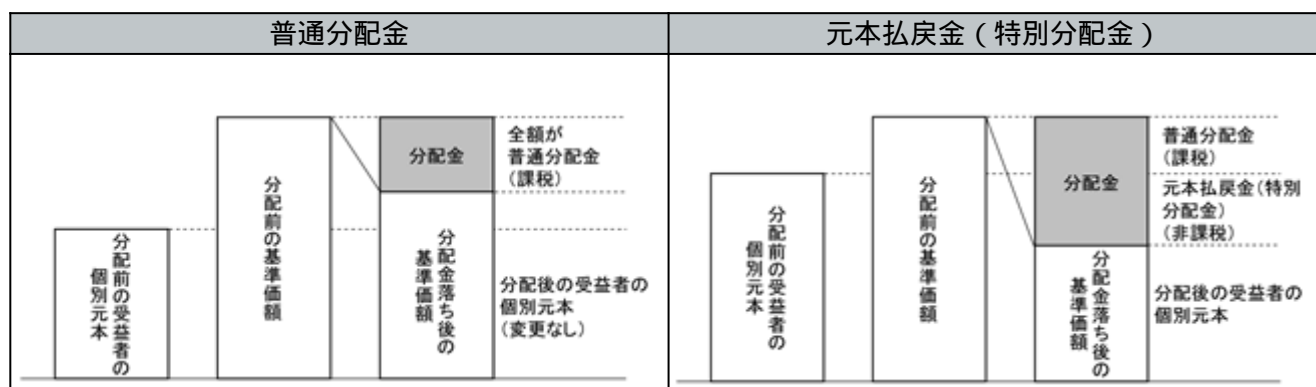 普通分配金
分配前の受益者の
個別元本
分配前の基準価額
分配金
分配金落ち後の
基準価額
全額が
普通分配金
(課税)
分配後の受益者の
個別元本
(変更なし)
元本払戻金(特別分配金)
分配前の受益者の
個別元本
分配前の基準価額
分配金
分配金落ち後の
基準価額
普通分配金
(課税)
元本払戻金(特別
分配金)
(非課税)
分配後の受益者の
個別元本